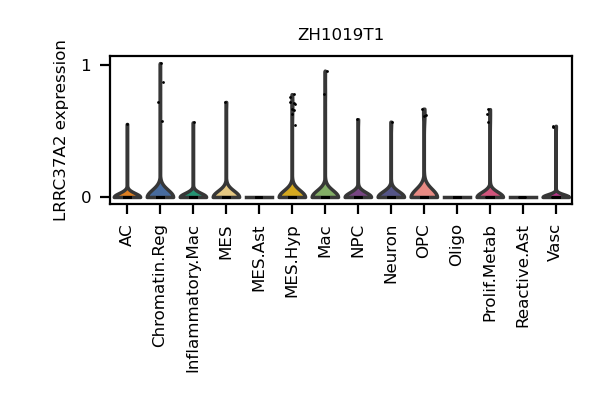 ZH1019T1
LRRC37A2 expression
1
0
AC
Chromatin.Reg
Inflammatory.Mac
MES
MES.Ast
MES.Hyp
Mac
NPC
Neuron
OPC
Oligo
Prolif.Metab
Reactive.Ast
Vasc